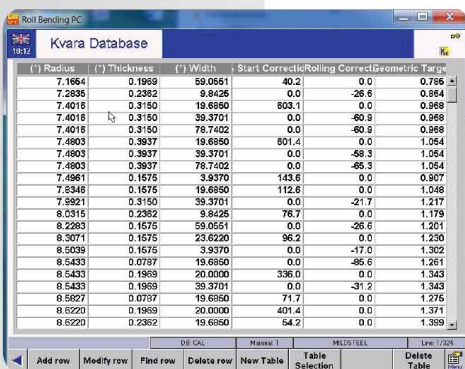 Roll Bending PC
10:12
Kvara Database
(") Radius (") Thickness (") Width Start Correctic Rolling Correcti Geometric Targe
7.1654 0.1969 59.0551 40.2 0.0 0.785
7.2835 0.2362 9.8425 0.0 -26.6 0.864
7.4016 0.3150 19.6850 603.1 0.0 0.968
7.4016 0.3150 39.3701 0.0 -60.9 0.968
7.4016 0.3150 78.7402 0.0 -60.9 0.968
7.4803 0.3937 19.6850 601.4 0.0 1.054
7.4803 0.3937 39.3701 0.0 -58.3 1.054
7.4803 0.3937 78.7402 0.0 -65.3 1.054
7.4961 0.1575 3.9370 143.6 0.0 0.907
7.8346 0.1575 19.6850 112.6 0.0 1.048
7.9921 0.3150 39.3701 0.0 -21.7 1.217
8.0315 0.2362 9.8425 76.7 0.0 1.179
8.2283 0.1575 59.0551 0.0 -26.6 1.201
8.3071 0.1575 23.6220 96.2 0.0 1.230
8.5039 0.1575 3.9370 0.0 -17.0 1.302
8.5433 0.0787 19.6850 0.0 -85.6 1.261
8.5433 0.1969 20.0000 336.0 0.0 1.343
8.5433 0.1969 39.3701 0.0 -31.2 1.343
8.5827 0.0787 19.6850 71.7 0.0 1.275
8.6220 0.1969 20.0000 401.4 0.0 1.371
8.6220 0.2362 19.6850 54.2 0.0 1.399
DB: CAL Material: 1 MILDSTEEL Line: 1/324
Add row Modify row Find row Delete row New Table Table Selection Delete Table Menu